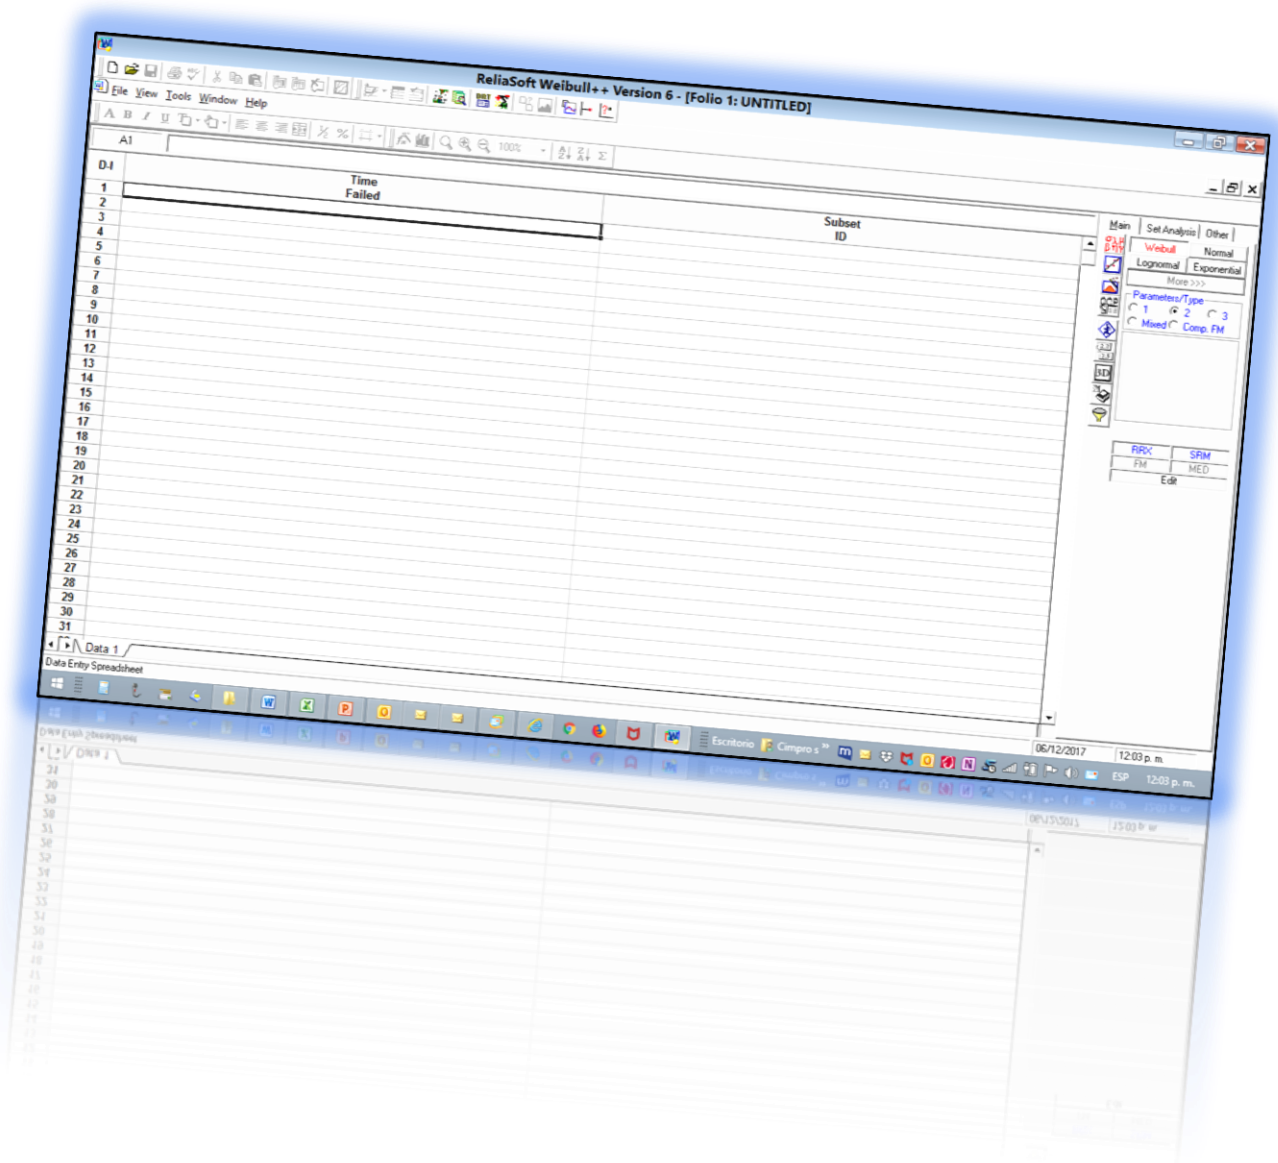 ReliaSoft Weibull++ Version 6 - [Folio 1: UNTITLED]
File View Tools Window Help
A B I U 100%
A1
D-I Time Failed Subset ID
1
2
3
4
5
6
7
8
9
10
11
12
13
14
15
16
17
18
19
20
21
22
23
24
25
26
27
28
29
30
31
Main Set Analysis Other
Weibull Normal
Lognormal Exponential
More >>>
Parameters/Type
1 2 3
Mixed Comp. FM
3D
RRX SRM
FM MED
Edit
Data 1
Data Entry Spreadsheet
06/12/2017 12:03 p. m.
Escritorio Cimpro s » ESP 12:03 p. m.